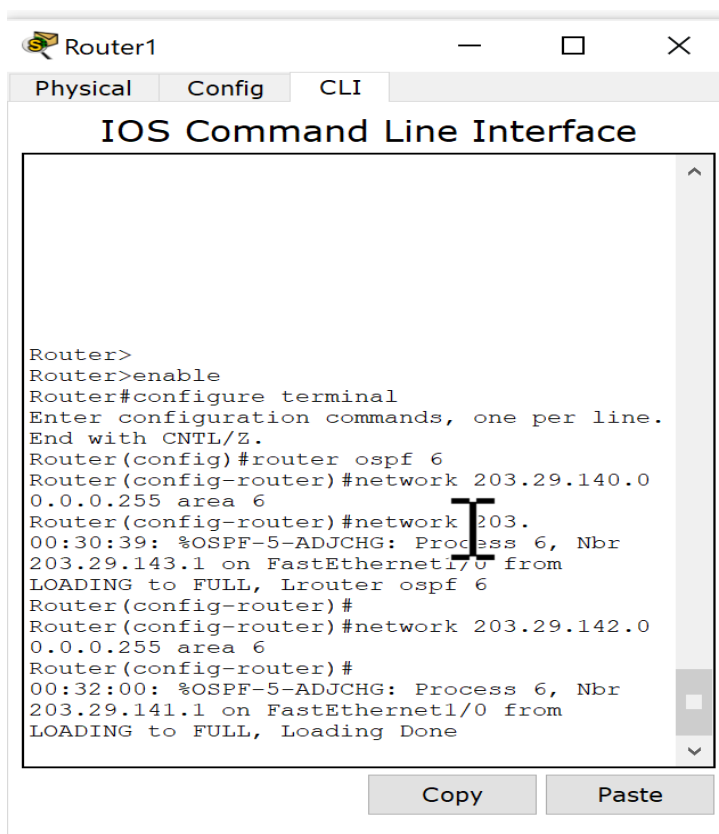 Router1
Physical Config CLI
IOS Command Line Interface
Router>
Router>enable
Router#configure terminal
Enter configuration commands, one per line.
End with CNTL/Z.
Router(config)#router ospf 6
Router(config-router)#network 203.29.140.0
0.0.0.255 area 6
Router(config-router)#network 203.
00:30:39: %OSPF-5-ADJCHG: Process 6, Nbr
203.29.143.1 on FastEthernet1/0 from
LOADING to FULL, Lrouter ospf 6
Router(config-router)#
Router(config-router)#network 203.29.142.0
0.0.0.255 area 6
Router(config-router)#
00:32:00: %OSPF-5-ADJCHG: Process 6, Nbr
203.29.141.1 on FastEthernet1/0 from
LOADING to FULL, Loading Done
Copy Paste